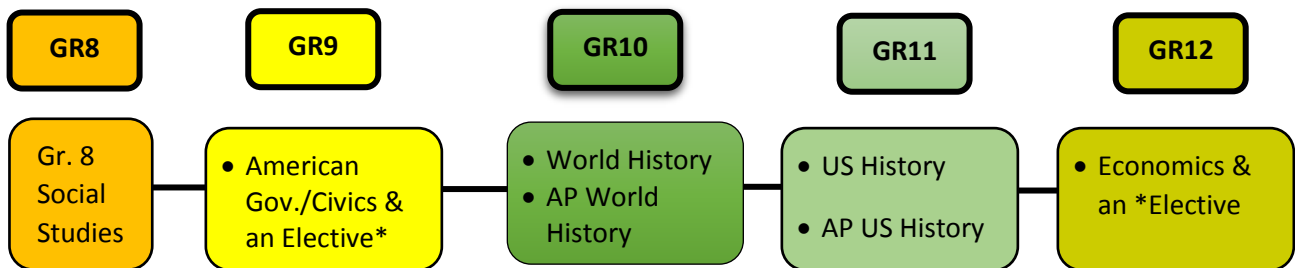 GR8
GR9
GR10
GR11
GR12
Gr. 8
Social
Studies
• American
Gov./Civics &
an Elective*
• World History
• AP World
History
• US History
• AP US History
• Economics &
an *Elective